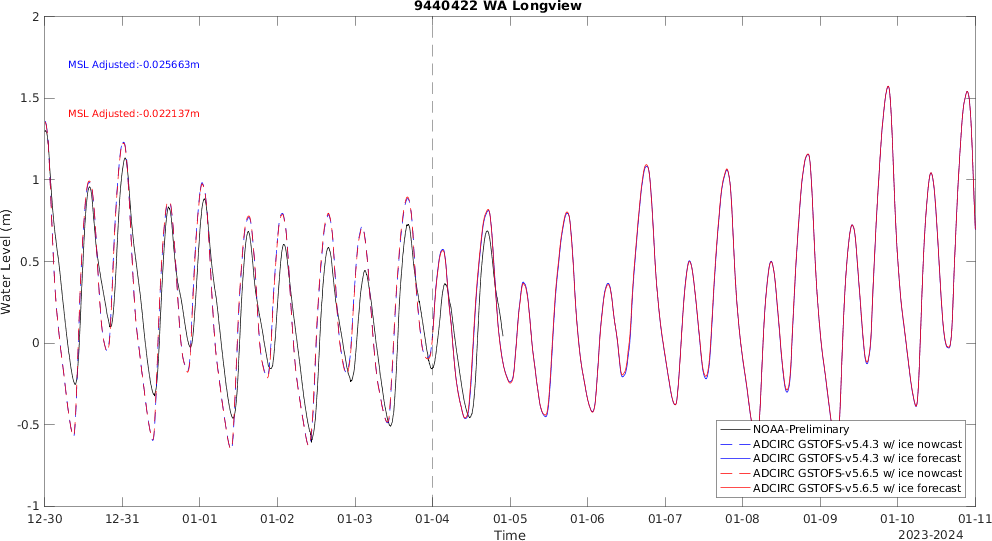 9440422 WA Longview
2
MSL Adjusted:-0.025663m
1.5
MSL Adjusted:-0.022137m
1
0.5
0
-0.5
-1
Water Level (m)
NOAA-Preliminary
ADCIRC GSTOFS-v5.4.3 w/ ice nowcast
ADCIRC GSTOFS-v5.4.3 w/ ice forecast
ADCIRC GSTOFS-v5.6.5 w/ ice nowcast
ADCIRC GSTOFS-v5.6.5 w/ ice forecast
12-30 12-31 01-01 01-02 01-03 01-04 01-05 01-06 01-07 01-08 01-09 01-10 01-11
Time
2023-2024